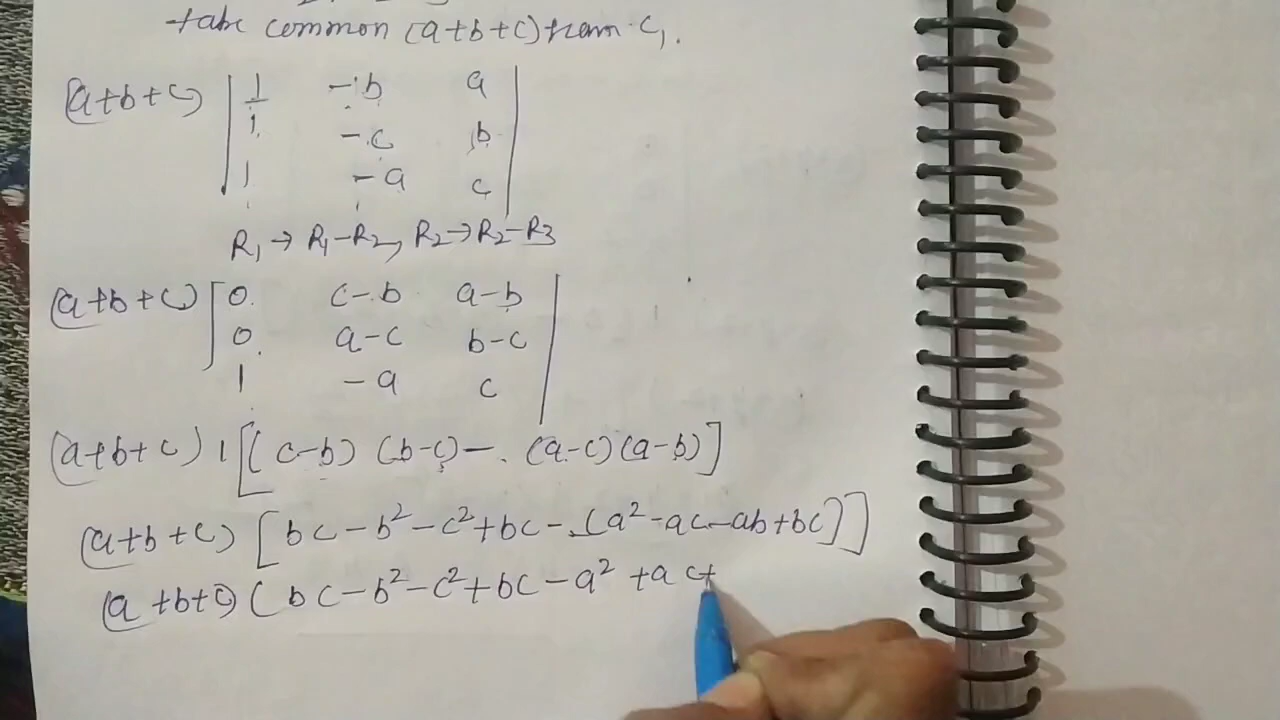 take common (a+b+c) from C₁.
(a+b+c) | 1 -b a |
| 1 -c b |
| 1 -a c |
R₁ → R₁-R₂, R₂→R₂-R₃
(a+b+c) | 0 c-b a-b |
| 0 a-c b-c |
| 1 -a c |
(a+b+c) 1 [(c-b) (b-c) - (a-c)(a-b)]
(a+b+c) [bc-b²-c²+bc-(a²-ac-ab+bc)]
(a+b+c) (bc-b²-c²+bc-a²+ac+